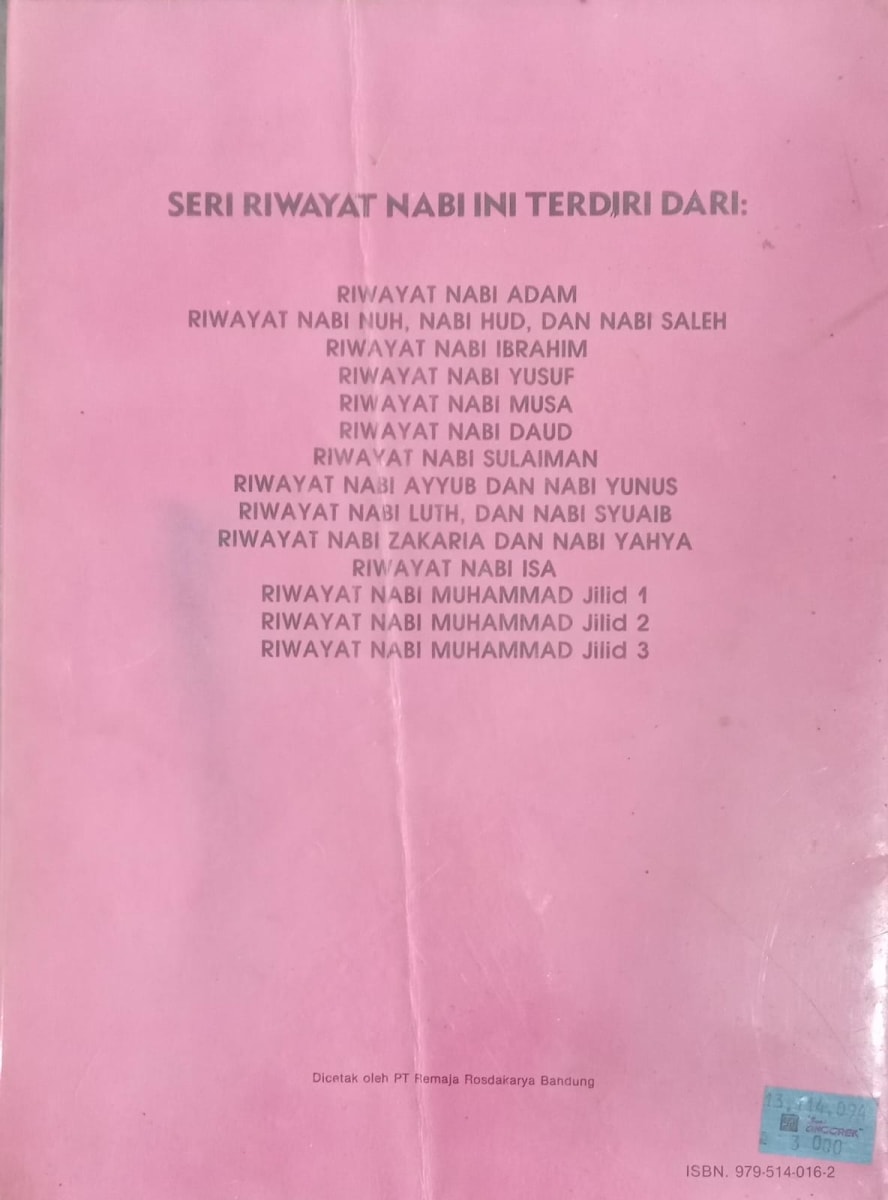 SERI RIWAYAT NABI INI TERDIRI DARI:
RIWAYAT NABI ADAM
RIWAYAT NABI NUH, NABI HUD, DAN NABI SALEH
RIWAYAT NABI IBRAHIM
RIWAYAT NABI YUSUF
RIWAYAT NABI MUSA
RIWAYAT NABI DAUD
RIWAYAT NABI SULAIMAN
RIWAYAT NABI AYYUB DAN NABI YUNUS
RIWAYAT NABI LUTH, DAN NABI SYUAIB
RIWAYAT NABI ZAKARIA DAN NABI YAHYA
RIWAYAT NABI ISA
RIWAYAT NABI MUHAMMAD Jilid 1
RIWAYAT NABI MUHAMMAD Jilid 2
RIWAYAT NABI MUHAMMAD Jilid 3
Dicetak oleh PT Remaja Rosdakarya Bandung
3 000
ISBN. 979-514-016-2